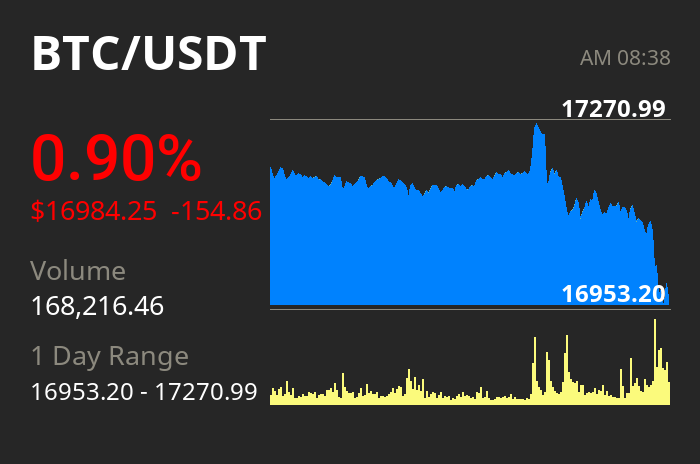 BTC/USDT
AM 08:38
17270.99
0.90%
$16984.25 -154.86
Volume
168,216.46
16953.20
1 Day Range
16953.20 - 17270.99